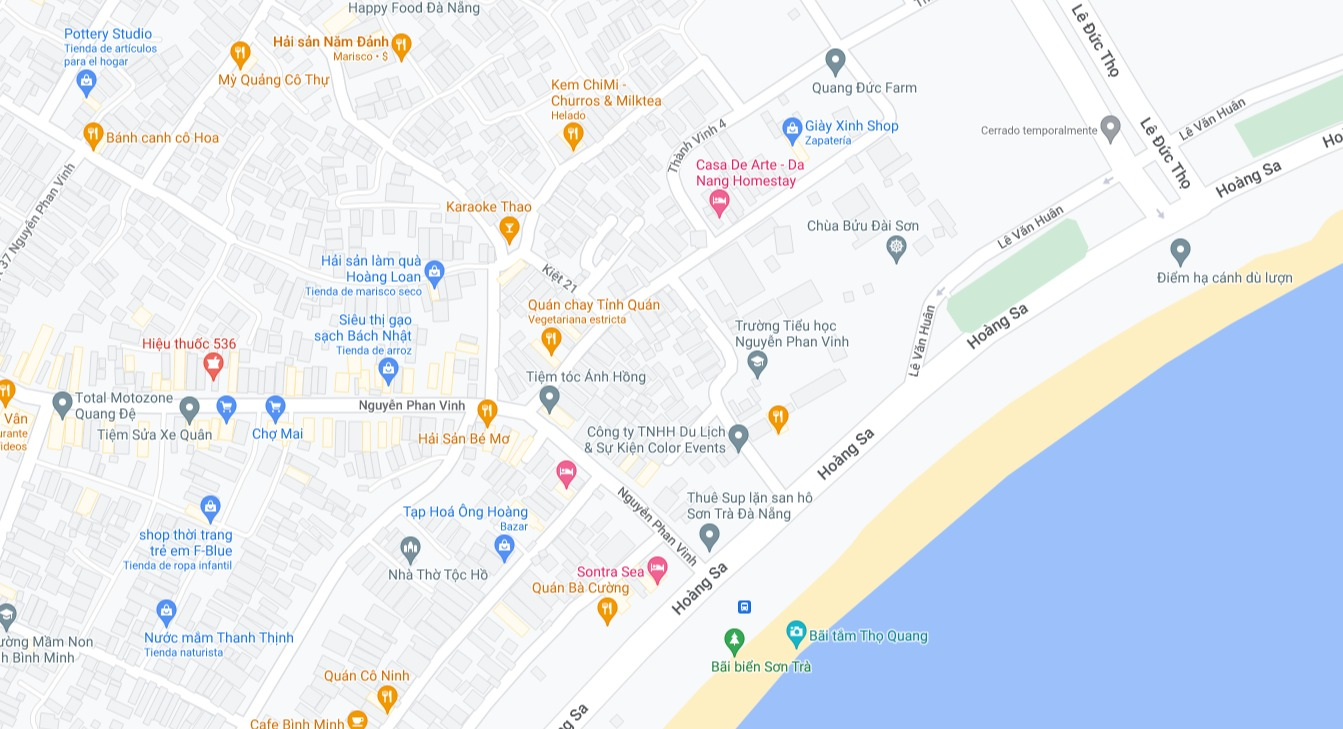 Happy Food Đà Nẵng
Lê Đức Thọ
Pottery Studio
Tienda de artículos
para el hogar
Hải sản Năm Đảnh
Marisco • $
Mỳ Quảng Cô Thự
Kem ChiMi -
Churros & Milktea
Helado
Quang Đức Farm
Bánh canh cô Hoa
Thành Vinh 4
Giày Xinh Shop
Zapatería
Cerrado temporalmente
Lê Văn Huân
Lê Đức Thọ
Hoàng Sa
Casa De Arte - Da
Nang Homestay
37 Nguyễn Phan Vinh
Karaoke Thao
Chùa Bửu Đài Sơn
Lê Văn Huân
Hải sản làm quà
Hoàng Loan
Tienda de marisco seco
Kiệt 21
Điểm hạ cánh dù lượn
Quán chay Tịnh Quán
Vegetariana estricta
Siêu thị gạo
sạch Bách Nhật
Tienda de arroz
Hiệu thuốc 536
Trường Tiểu học
Nguyễn Phan Vinh
Lê Văn Huân
Hoàng Sa
Tiệm tóc Ánh Hồng
Total Motozone
Quang Đệ
Nguyễn Phan Vinh
Vân
Tiệm Sửa Xe Quân
Chợ Mai
Hải Sản Bé Mơ
Công ty TNHH Du Lịch
& Sự Kiện Color Events
Hoàng Sa
Thuê Sup lặn san hô
Sơn Trà Đà Nẵng
Nguyễn Phan Vinh
Tạp Hoá Ông Hoàng
Bazar
shop thời trang
trẻ em F-Blue
Tienda de ropa infantil
Nhà Thờ Tộc Hồ
Sontra Sea
Quán Bà Cường
Hoàng Sa
Nước mắm Thanh Thịnh
Tienda naturista
Mầm Non
Bình Minh
Bãi tắm Thọ Quang
Bãi biển Sơn Trà
Quán Cô Ninh
Cafe Bình Minh
Sa